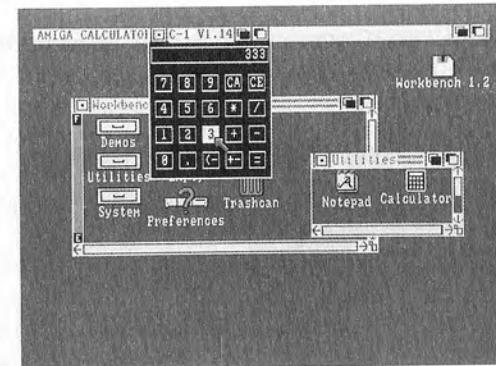 AMIGA CALCULATOR
C-1 V1.14
333
7 8 9 CA CE
4 5 6 * /
1 2 3 + -
0 . <- +- =
Workbench 1.2
Workbenc
F
Demos
Utilities
System
Preferences
Trashcan
E
Utilities
Notepad
Calculator